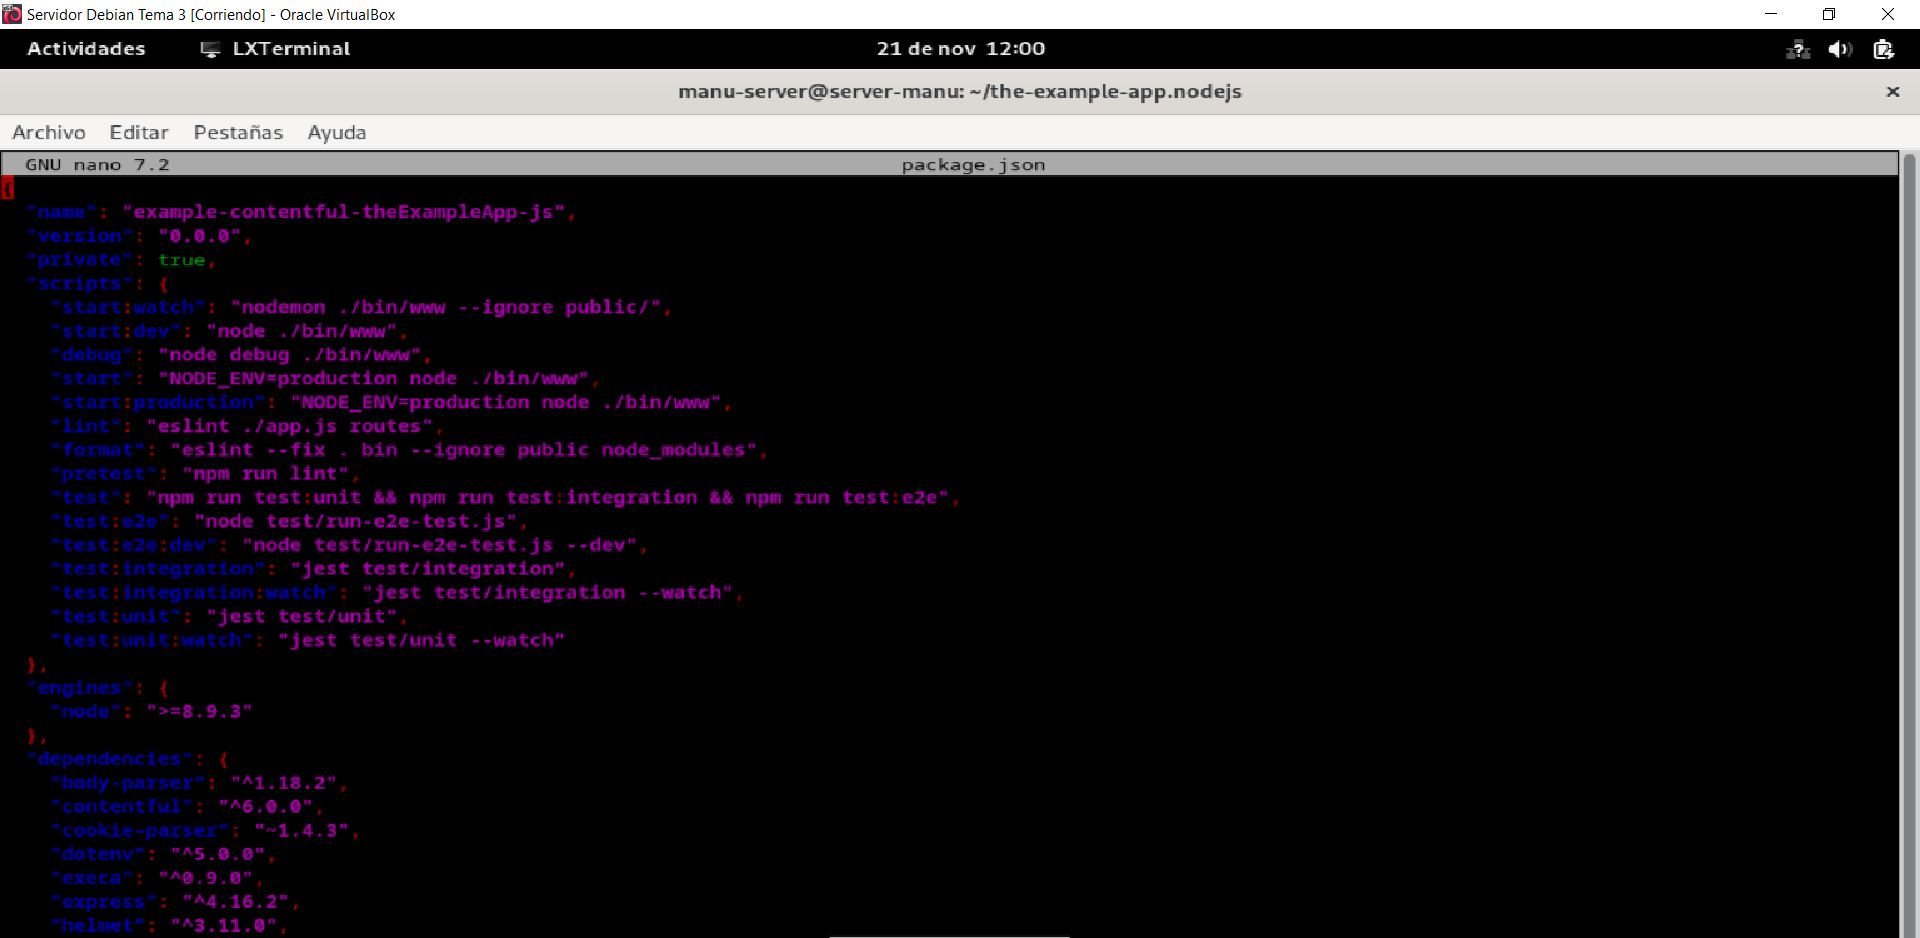 Servidor Debian Tema 3 [Corriendo] - Oracle VirtualBox
Actividades LXTerminal 21 de nov 12:00
manu-server@server-manu: ~/the-example-app.nodejs
Archivo Editar Pestañas Ayuda
GNU nano 7.2 package.json
{
  "name": "example-contentful-theExampleApp-js",
  "version": "0.0.0",
  "private": true,
  "scripts": {
    "start:watch": "nodemon ./bin/www --ignore public/",
    "start:dev": "node ./bin/www",
    "debug": "node debug ./bin/www",
    "start": "NODE_ENV=production node ./bin/www",
    "start:production": "NODE_ENV=production node ./bin/www",
    "lint": "eslint ./app.js routes",
    "format": "eslint --fix . bin --ignore public node_modules",
    "pretest": "npm run lint",
    "test": "npm run test:unit && npm run test:integration && npm run test:e2e",
    "test:e2e": "node test/run-e2e-test.js",
    "test:e2e:dev": "node test/run-e2e-test.js --dev",
    "test:integration": "jest test/integration",
    "test:integration:watch": "jest test/integration --watch",
    "test:unit": "jest test/unit",
    "test:unit:watch": "jest test/unit --watch"
  },
  "engines": {
    "node": ">=8.9.3"
  },
  "dependencies": {
    "body-parser": "^1.18.2",
    "contentful": "^6.0.0",
    "cookie-parser": "~1.4.3",
    "dotenv": "^5.0.0",
    "execa": "^0.9.0",
    "express": "^4.16.2",
    "helmet": "^3.11.0",